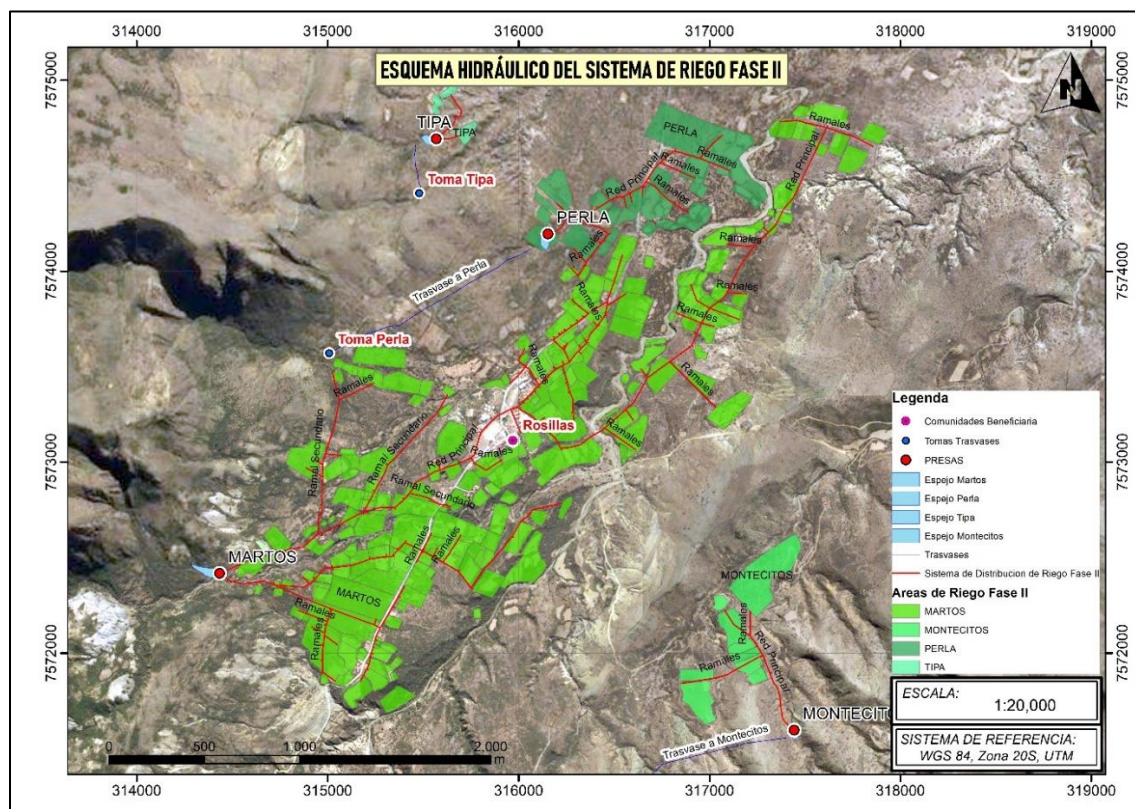 314000 315000 316000 317000 318000 319000
7575000
7575000
ESQUEMA HIDRÁULICO DEL SISTEMA DE RIEGO FASE II
N
TIPA
TIPA
Toma Tipa
PERLA
Ramales
Red Principal
Ramales
Ramales
Red Principal
Ramales
Ramales
PERLA
Ramales
Ramales
7574000
7574000
Trasvase a Perla
Toma Perla
Ramales
Ramales
Ramales
Ramales
Ramales
Ramales
Ramal Secundario
Ramal Secundario
Red Principal
Rosillas
Ramales
Ramales
7573000
7573000
Ramal Secundario
MARTOS
Ramales
Ramales
MARTOS
Ramales
Ramales
7572000
7572000
MONTECITOS
Ramales
Red Principal
Ramales
MONTECITO
Trasvase a Montecitos
Legenda
Comunidades Beneficiaria
Tomas Trasvases
PRESAS
Espejo Martos
Espejo Perla
Espejo Tipa
Espejo Montecitos
Trasvases
Sistema de Distribucion de Riego Fase II
Areas de Riego Fase II
MARTOS
MONTECITOS
PERLA
TIPA
ESCALA:
1:20,000
SISTEMA DE REFERENCIA:
WGS 84, Zona 20S, UTM
0 500 1.000 2.000
m
314000 315000 316000 317000 318000 319000